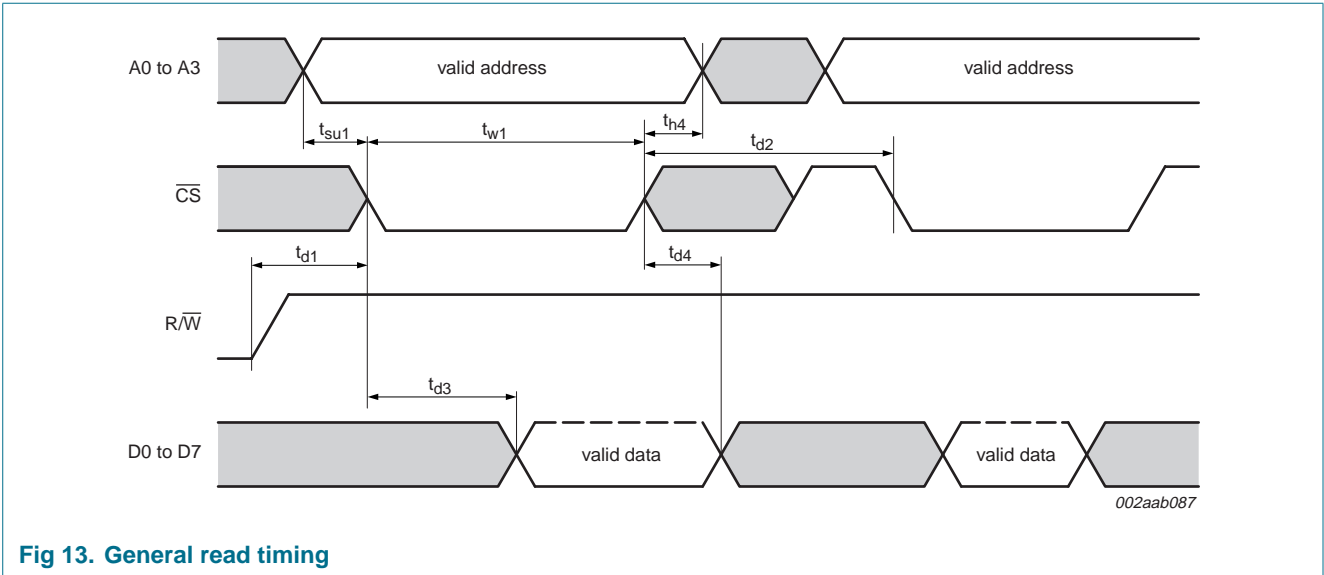 A0 to A3
valid address
valid address
tsu1
tw1
th4
td2
C̅S̅
td1
td4
R/W̅
td3
D0 to D7
valid data
valid data
002aab087
Fig 13. General read timing